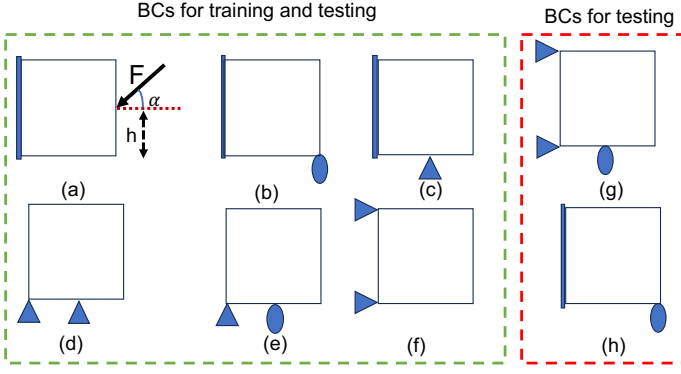 BCs for training and testing
BCs for testing
F
α
h
(a)
(b)
(c)
(g)
(d)
(e)
(f)
(h)